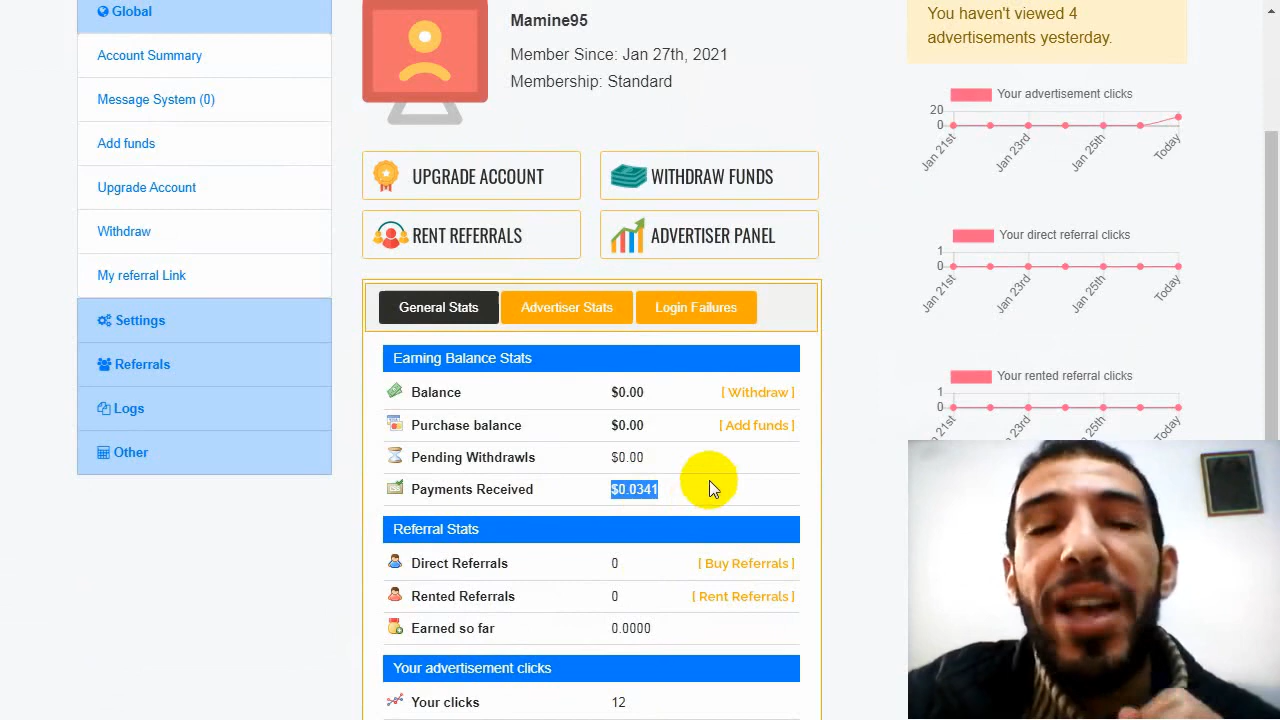 Global
Account Summary
Message System (0)
Add funds
Upgrade Account
Withdraw
My referral Link
Settings
Referrals
Logs
Other
Mamine95
Member Since: Jan 27th, 2021
Membership: Standard
UPGRADE ACCOUNT
WITHDRAW FUNDS
RENT REFERRALS
ADVERTISER PANEL
General Stats
Advertiser Stats
Login Failures
Earning Balance Stats
Balance $0.00 [ Withdraw ]
Purchase balance $0.00 [ Add funds ]
Pending Withdrawls $0.00
Payments Received $0.0341
Referral Stats
Direct Referrals 0 [ Buy Referrals ]
Rented Referrals 0 [ Rent Referrals ]
Earned so far 0.0000
Your advertisement clicks
Your clicks 12
You haven't viewed 4
advertisements yesterday.
Your advertisement clicks
20
0
Jan 21st
Jan 23rd
Jan 25th
Today
Your direct referral clicks
1
0
Jan 21st
Jan 23rd
Jan 25th
Today
Your rented referral clicks
1
0